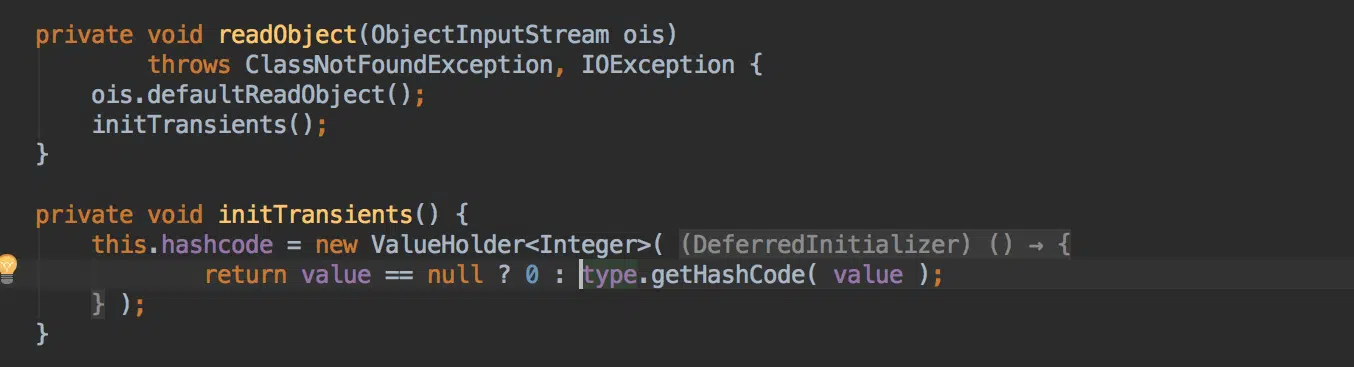 private void readObject(ObjectInputStream ois)
        throws ClassNotFoundException, IOException {
    ois.defaultReadObject();
    initTransients();
}

private void initTransients() {
    this.hashcode = new ValueHolder<Integer>( (DeferredInitializer) () → {
            return value == null ? 0 : type.getHashCode( value );
    } );
}